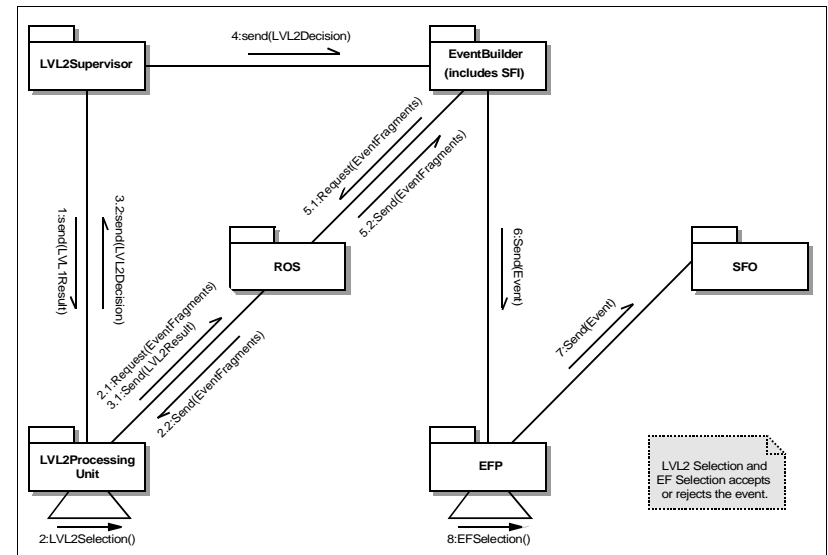 4:send(LVL2Decision)
LVL2Supervisor
EventBuilder
(includes SFI)
5.1:Request(EventFragments)
5.2:Send(EventFragments)
1:send(LVL1Result)
3.2:send(LVL2Decision)
ROS
6:Send(Event)
SFO
2.1:Request(EventFragments)
3.1:Send(LVL2Result)
2.2:Send(EventFragments)
7:Send(Event)
LVL2Processing
Unit
EFP
LVL2 Selection and
EF Selection accepts
or rejects the event.
2:LVL2Selection()
8:EFSelection()